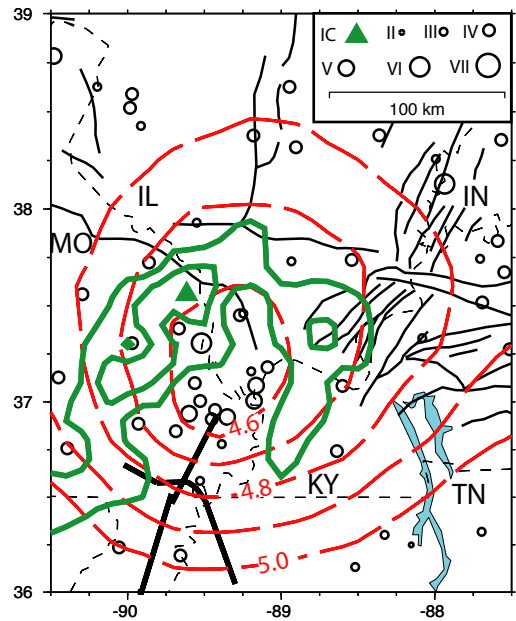 39
38
37
36
-90
-89
-88
IC II III IV
V VI VII
100 km
IL
IN
MO
4.6
4.8
KY
TN
5.0